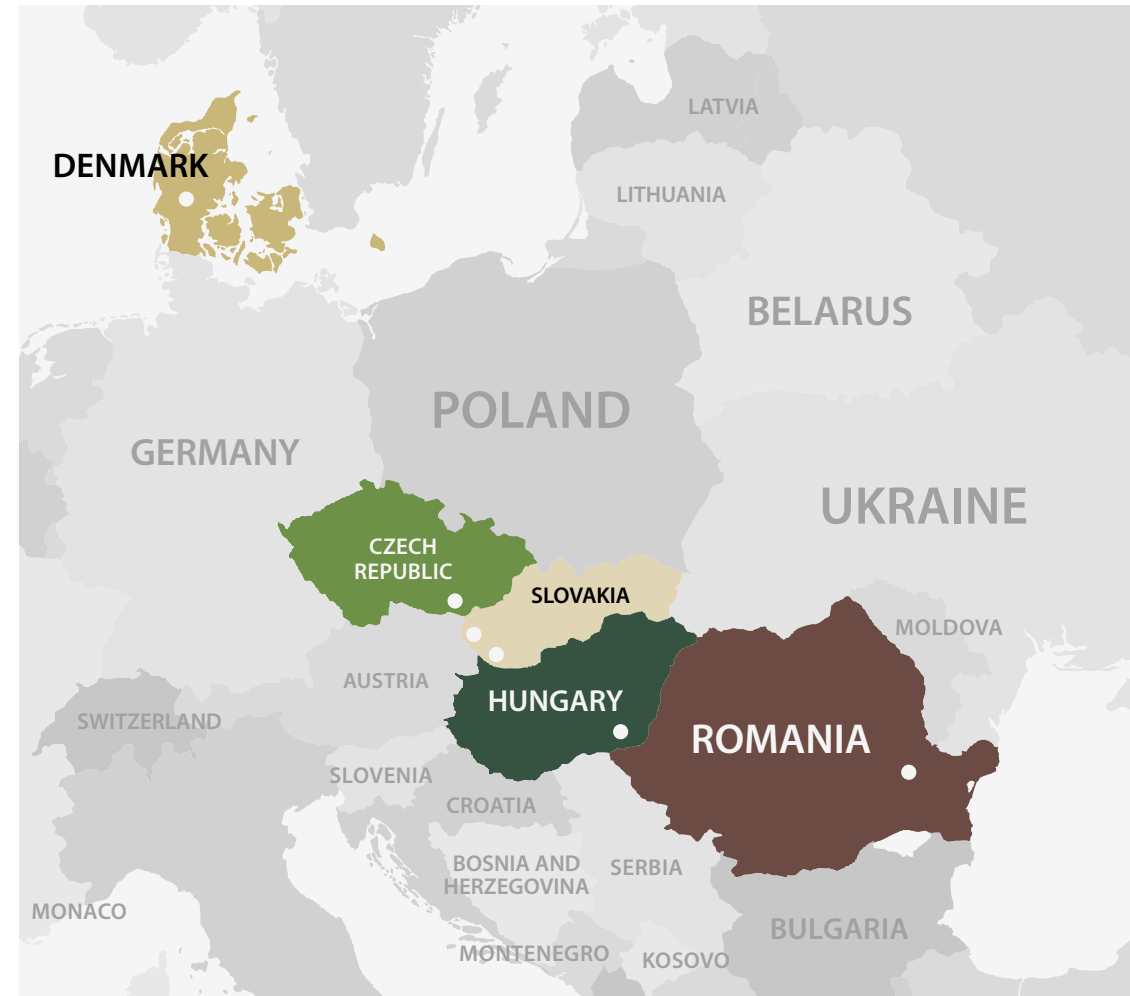 LATVIA
DENMARK
LITHUANIA
BELARUS
POLAND
GERMANY
UKRAINE
CZECH
REPUBLIC
SLOVAKIA
MOLDOVA
AUSTRIA
HUNGARY
SWITZERLAND
ROMANIA
SLOVENIA
CROATIA
BOSNIA AND
HERZEGOVINA
SERBIA
MONACO
BULGARIA
MONTENEGRO
KOSOVO